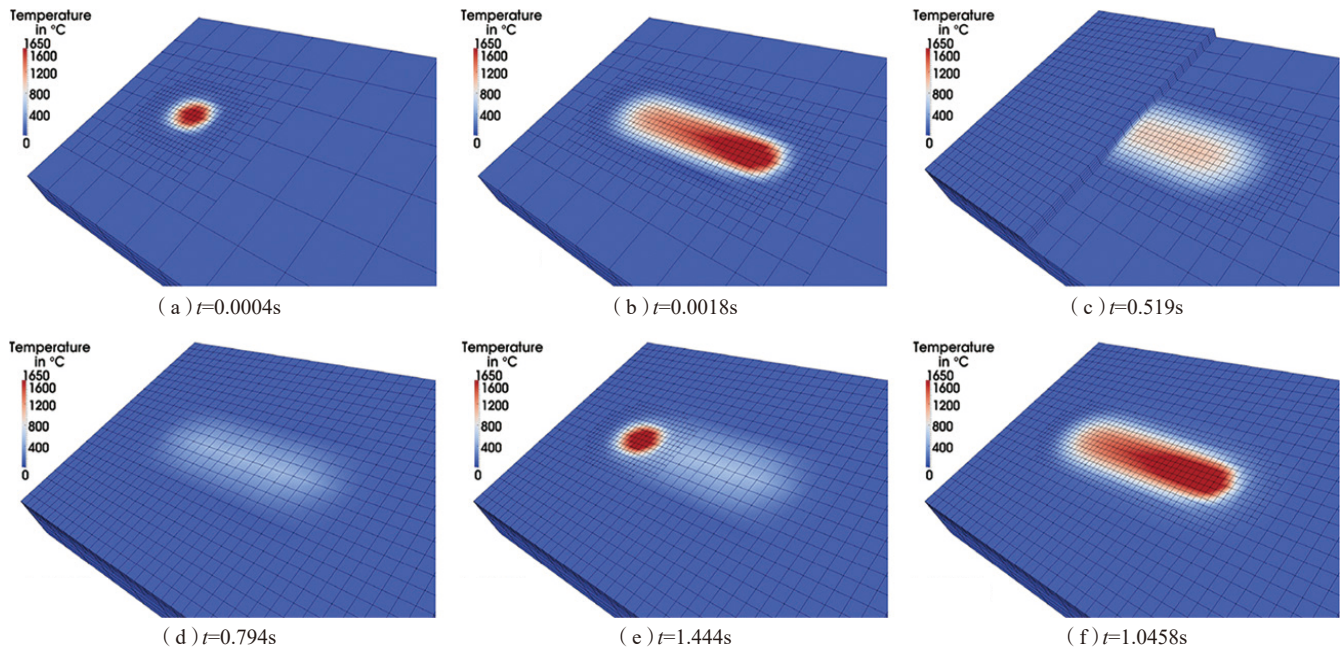 Temperature
in °C
1650
1600
1200
800
400
0
(a)t=0.0004s
Temperature
in °C
1650
1600
1200
800
400
0
(b)t=0.0018s
Temperature
in °C
1650
1600
1200
800
400
0
(c)t=0.519s
Temperature
in °C
1650
1600
1200
800
400
0
(d)t=0.794s
Temperature
in °C
1650
1600
1200
800
400
0
(e)t=1.444s
Temperature
in °C
1650
1600
1200
800
400
0
(f)t=1.0458s